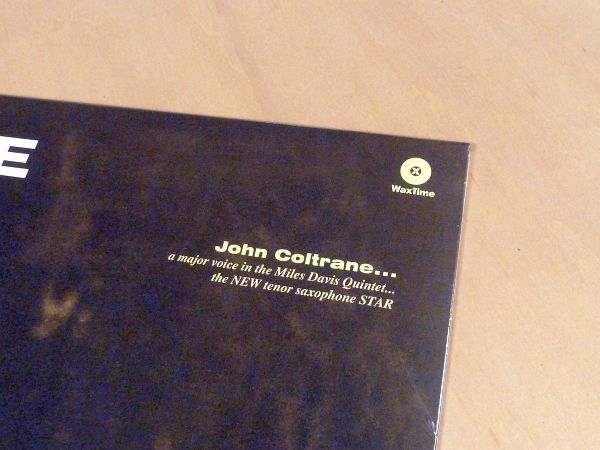 E
WaxTime
John Coltrane...
a major voice in the Miles Davis Quintet...
the NEW tenor saxophone STAR